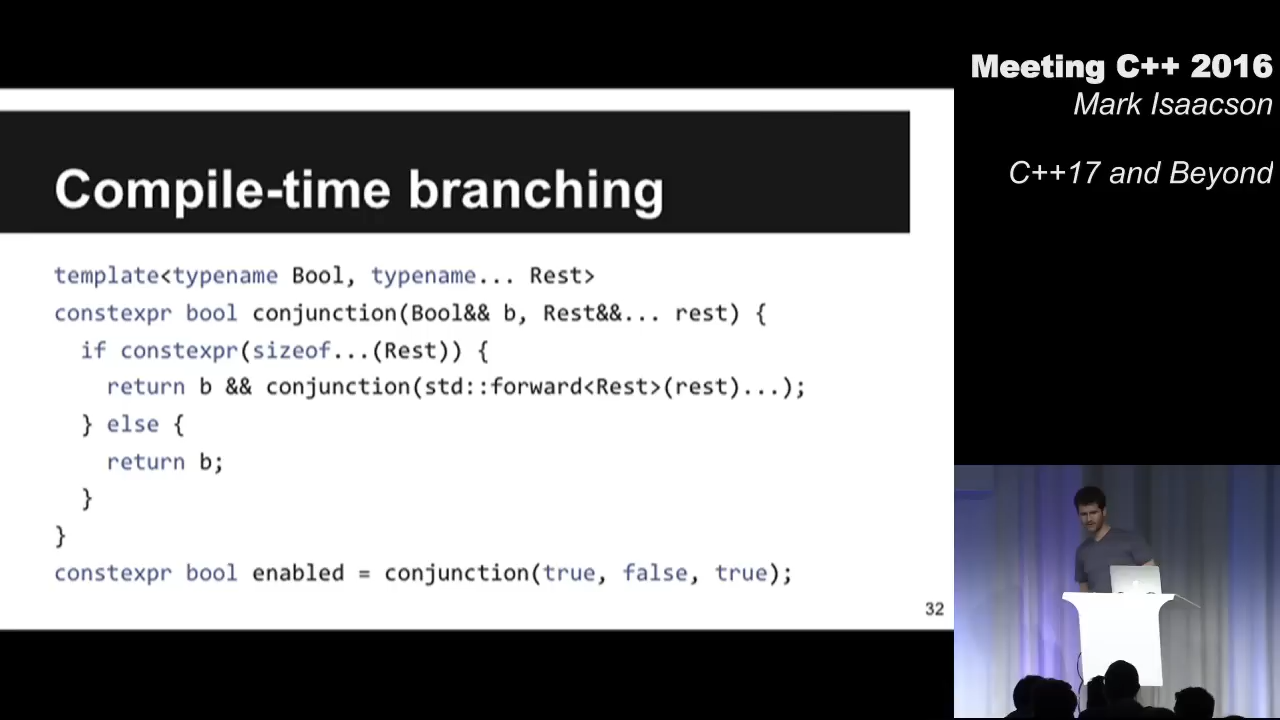 Meeting C++ 2016
Mark Isaacson
C++17 and Beyond
Compile-time branching
template<typename Bool, typename... Rest>
constexpr bool conjunction(Bool&& b, Rest&&... rest) {
if constexpr(sizeof...(Rest)) {
return b && conjunction(std::forward<Rest>(rest)...);
} else {
return b;
}
}
constexpr bool enabled = conjunction(true, false, true);
32